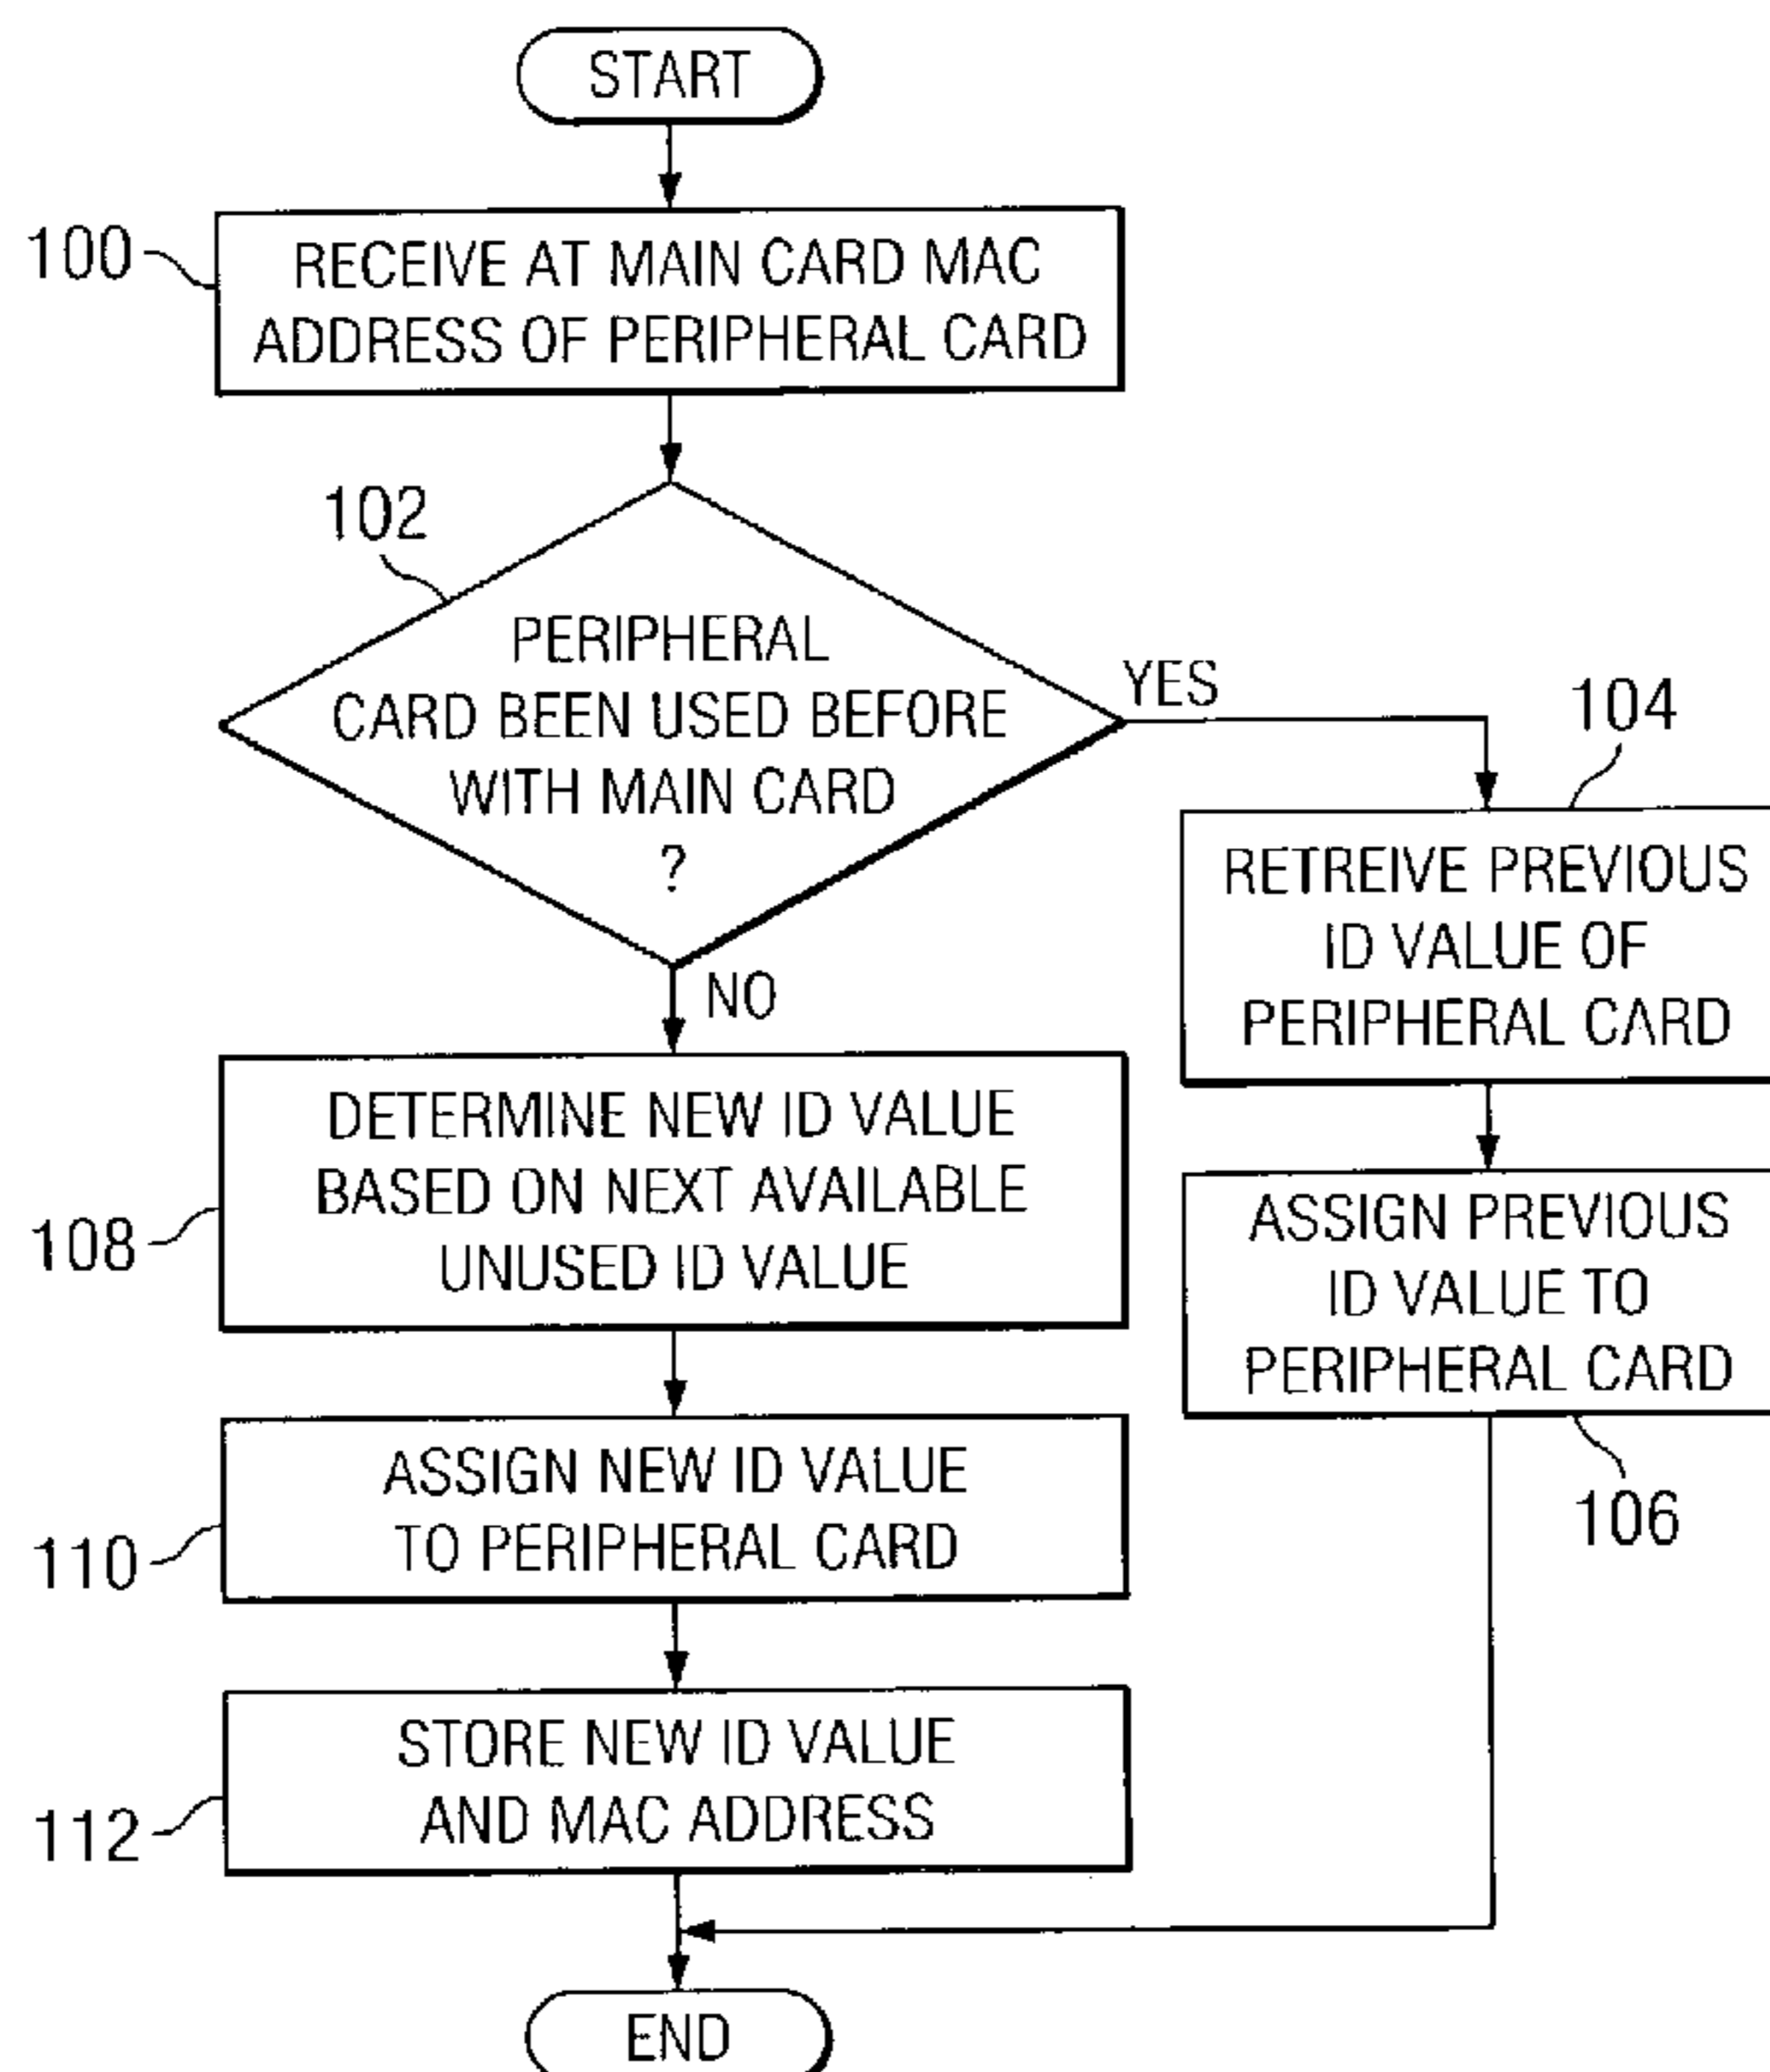 START
100
RECEIVE AT MAIN CARD MAC
ADDRESS OF PERIPHERAL CARD
102
PERIPHERAL
CARD BEEN USED BEFORE
WITH MAIN CARD
?
YES
104
RETREIVE PREVIOUS
ID VALUE OF
PERIPHERAL CARD
NO
108
DETERMINE NEW ID VALUE
BASED ON NEXT AVAILABLE
UNUSED ID VALUE
ASSIGN PREVIOUS
ID VALUE TO
PERIPHERAL CARD
106
110
ASSIGN NEW ID VALUE
TO PERIPHERAL CARD
112
STORE NEW ID VALUE
AND MAC ADDRESS
END